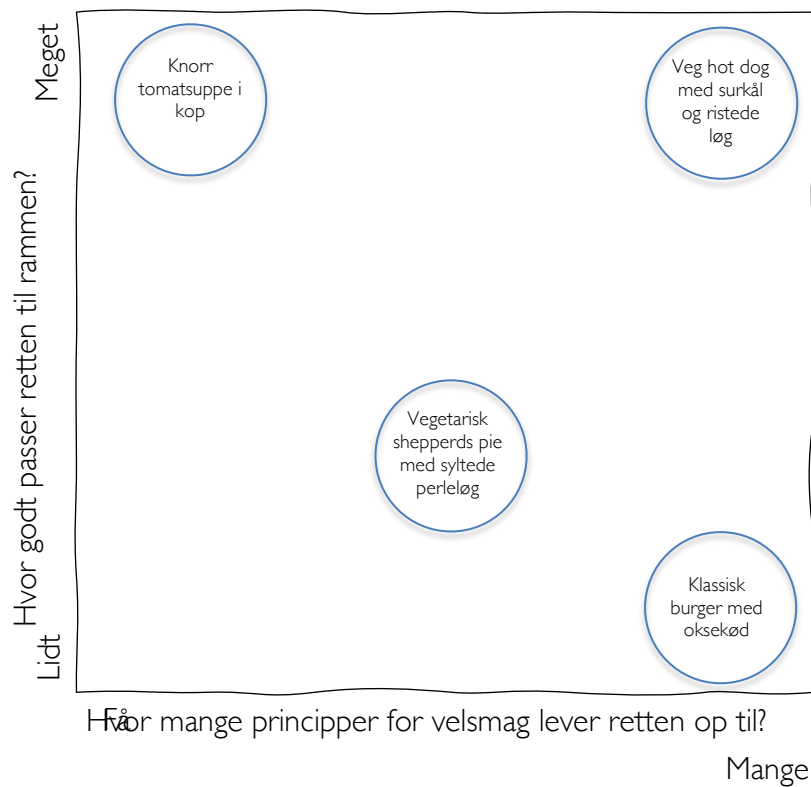 Meget
Hvor godt passer retten til rammen?
Lidt
Knorr
tomatsuppe i
kop
Veg hot dog
med surkål
og ristede
løg
Vegetarisk
shepperds pie
med syltede
perleløg
Klassisk
burger med
oksekød
Få
Hvor mange principper for velsmag lever retten op til?
Mange